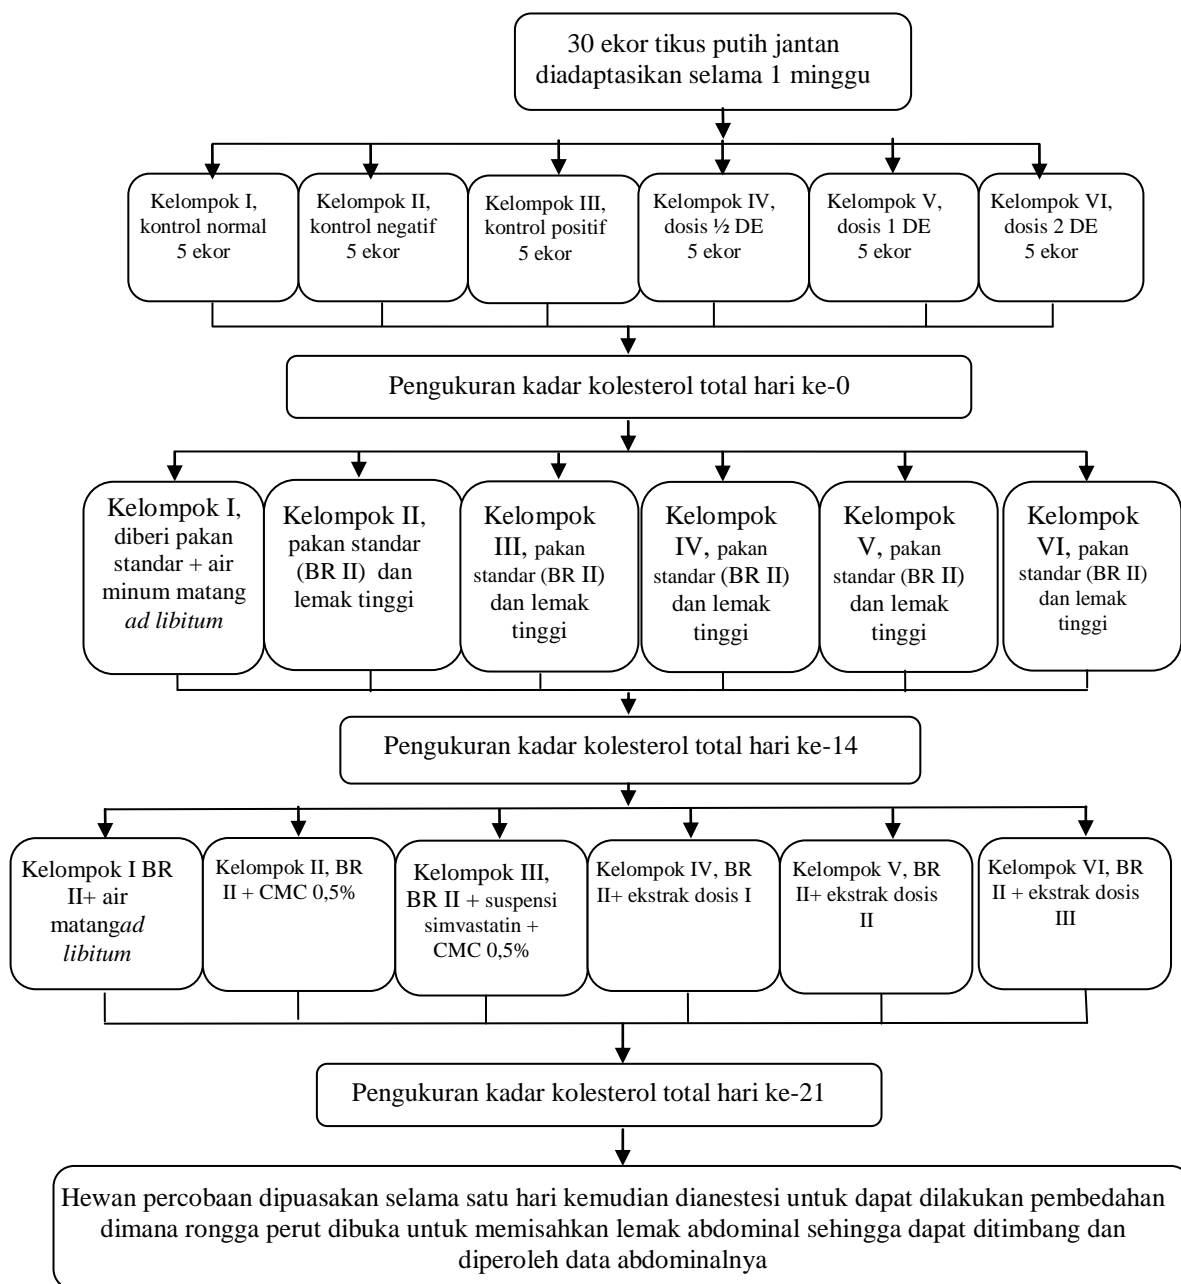 30 ekor tikus putih jantan
diadaptasikan selama 1 minggu
Kelompok I,
kontrol normal
5 ekor
Kelompok II,
kontrol negatif
5 ekor
Kelompok III,
kontrol positif
5 ekor
Kelompok IV,
dosis ½ DE
5 ekor
Kelompok V,
dosis 1 DE
5 ekor
Kelompok VI,
dosis 2 DE
5 ekor
Pengukuran kadar kolesterol total hari ke-0
Kelompok I,
diberi pakan
standar + air
minum matang
ad libitum
Kelompok II,
pakan standar
(BR II) dan
lemak tinggi
Kelompok
III, pakan
standar (BR II)
dan lemak
tinggi
Kelompok
IV, pakan
standar (BR II)
dan lemak
tinggi
Kelompok
V, pakan
standar (BR II)
dan lemak
tinggi
Kelompok
VI, pakan
standar (BR II)
dan lemak
tinggi
Pengukuran kadar kolesterol total hari ke-14
Kelompok I BR
II+ air
matangad
libitum
Kelompok II, BR
II + CMC 0,5%
Kelompok III,
BR II + suspensi
simvastatin +
CMC 0,5%
Kelompok IV, BR
II+ ekstrak dosis I
Kelompok V, BR
II+ ekstrak dosis
II
Kelompok VI, BR
II + ekstrak dosis
III
Pengukuran kadar kolesterol total hari ke-21
Hewan percobaan dipuasakan selama satu hari kemudian dianestesi untuk dapat dilakukan pembedahan
dimana rongga perut dibuka untuk memisahkan lemak abdominal sehingga dapat ditimbang dan
diperoleh data abdominalnya